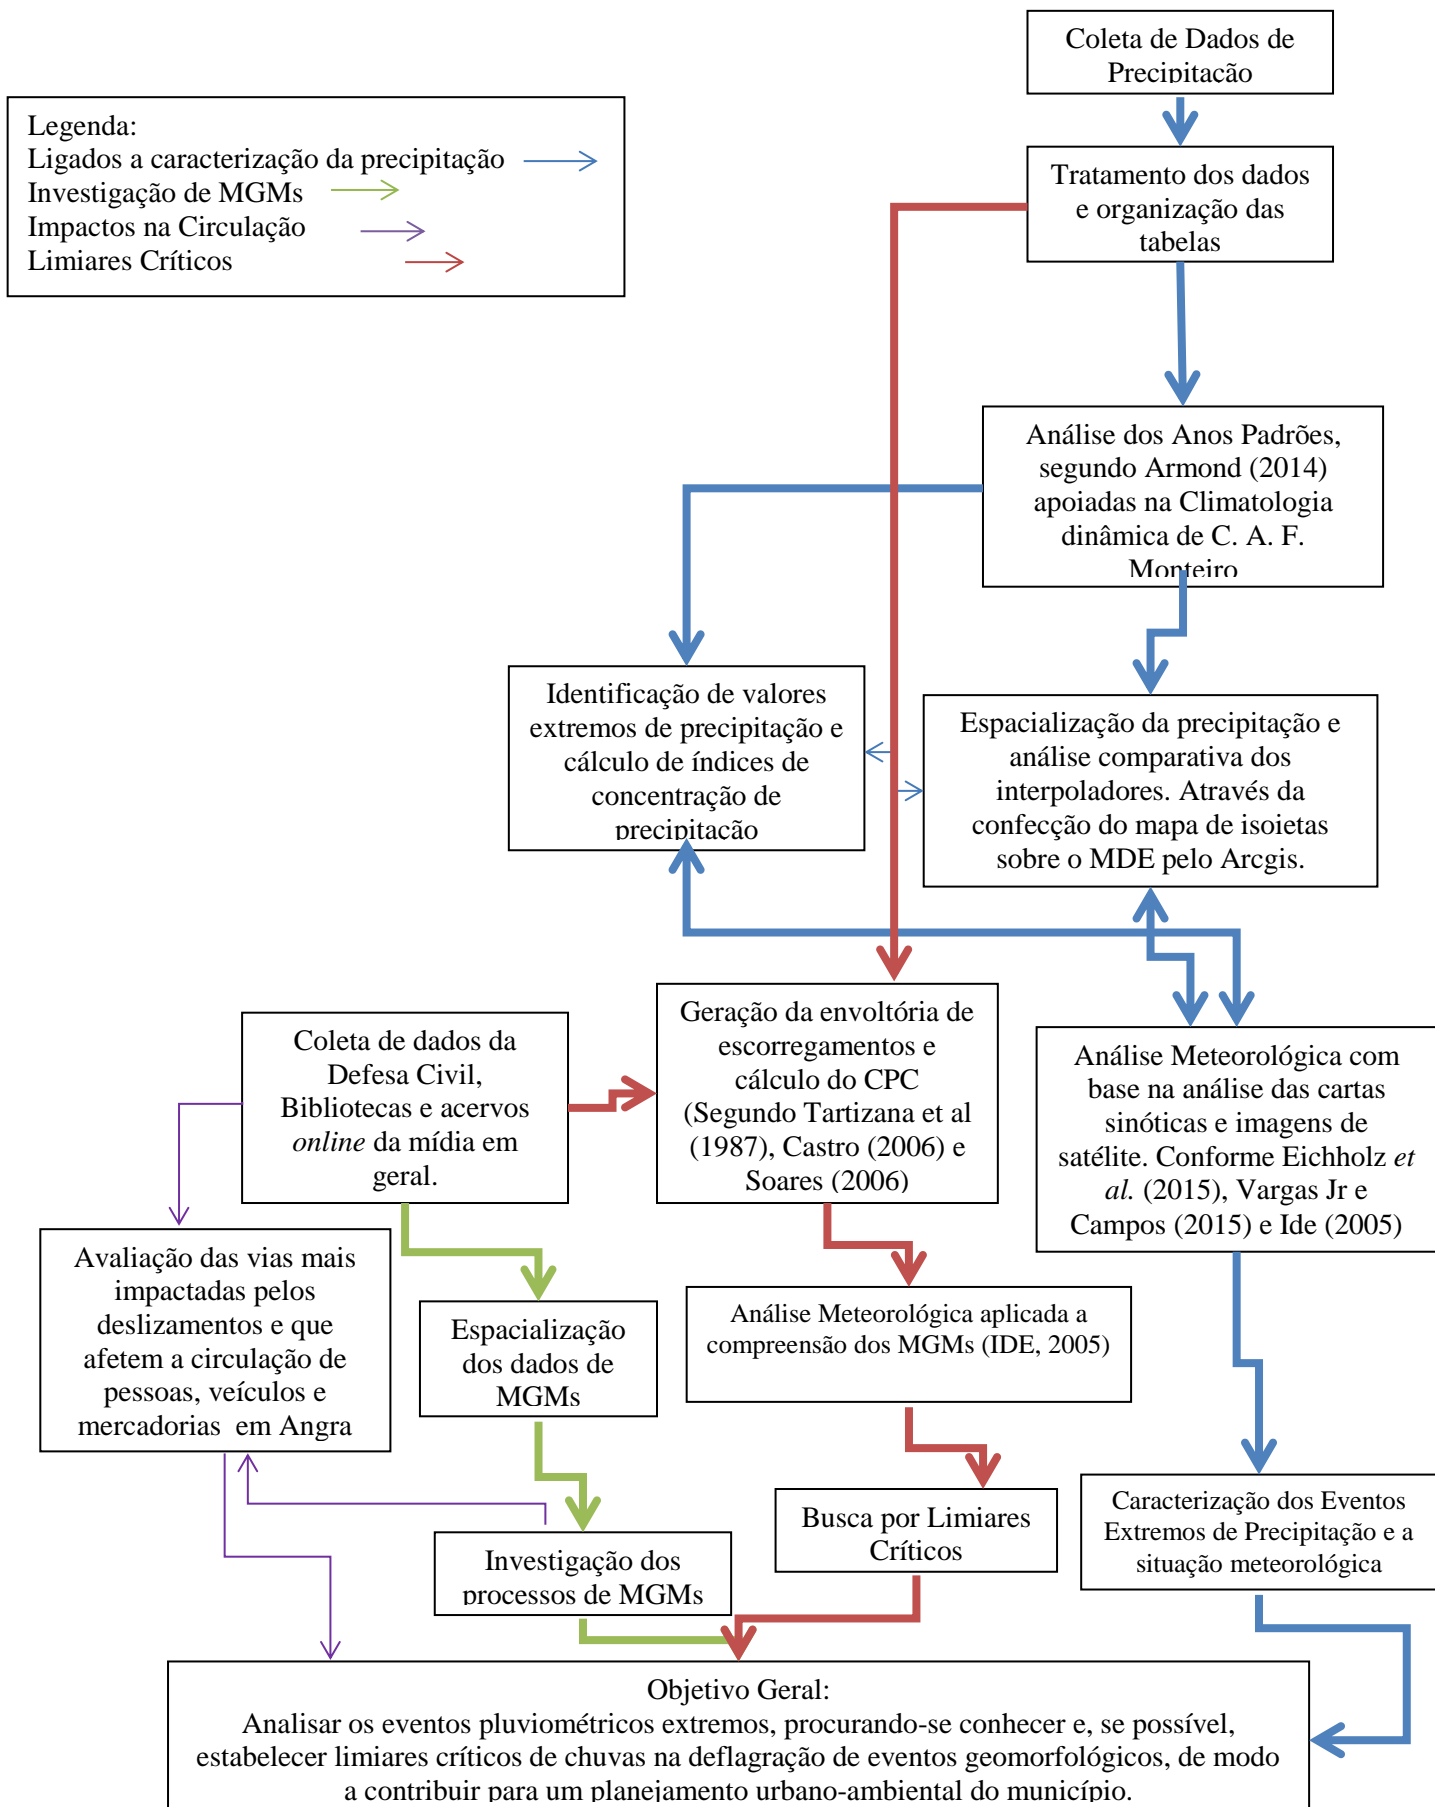 Coleta de Dados de
Precipitação
Legenda:
Ligados a caracterização da precipitação
Investigação de MGMs
Impactos na Circulação
Limiares Críticos
Tratamento dos dados
e organização das
tabelas
Análise dos Anos Padrões,
segundo Armond (2014)
apoiadas na Climatologia
dinâmica de C. A. F.
Monteiro
Identificação de valores
extremos de precipitação e
cálculo de índices de
concentração de
precipitação
Espacialização da precipitação e
análise comparativa dos
interpoladores. Através da
confecção do mapa de isoietas
sobre o MDE pelo Arcgis.
Coleta de dados da
Defesa Civil,
Bibliotecas e acervos
online da mídia em
geral.
Geração da envoltória de
escorregamentos e
cálculo do CPC
(Segundo Tartizana et al
(1987), Castro (2006) e
Soares (2006)
Análise Meteorológica com
base na análise das cartas
sinóticas e imagens de
satélite. Conforme Eichholz et
al. (2015), Vargas Jr e
Campos (2015) e Ide (2005)
Avaliação das vias mais
impactadas pelos
deslizamentos e que
afetem a circulação de
pessoas, veículos e
mercadorias em Angra
Espacialização
dos dados de
MGMs
Análise Meteorológica aplicada a
compreensão dos MGMs (IDE, 2005)
Busca por Limiares
Críticos
Caracterização dos Eventos
Extremos de Precipitação e a
situação meteorológica
Investigação dos
processos de MGMs
Objetivo Geral:
Analisar os eventos pluviométricos extremos, procurando-se conhecer e, se possível,
estabelecer limiares críticos de chuvas na deflagração de eventos geomorfológicos, de modo
a contribuir para um planejamento urbano-ambiental do município.